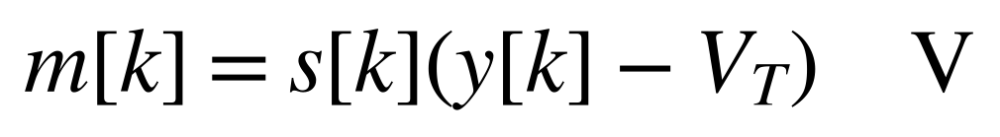 m[k] = s[k](y[k] − V_T) V